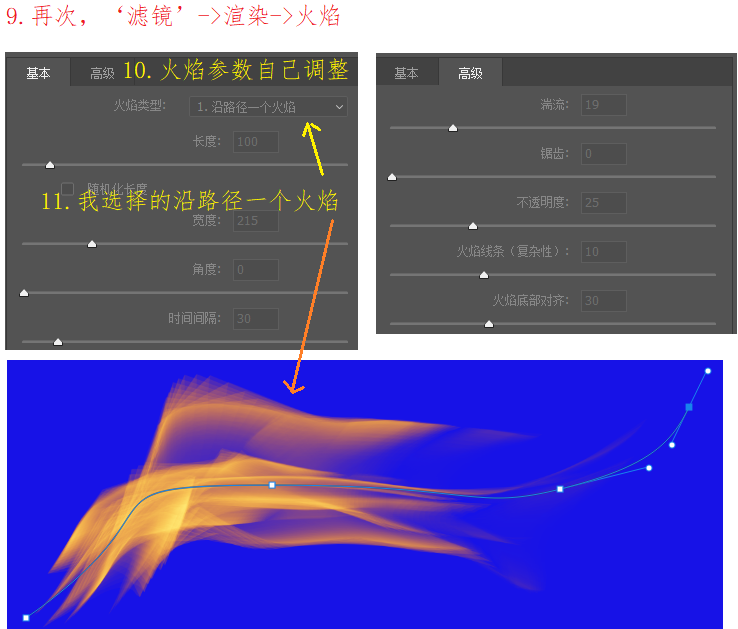 9.再次，‘滤镜’->渲染->火焰
基本
高级
10.火焰参数自己调整
火焰类型：
1. 沿路径一个火焰
长度：
100
随机化长度
11.我选择的沿路径一个火焰
宽度：
215
角度：
0
时间间隔：
30
基本
高级
湍流：
19
锯齿：
0
不透明度：
25
火焰线条（复杂性）：
10
火焰底部对齐：
30